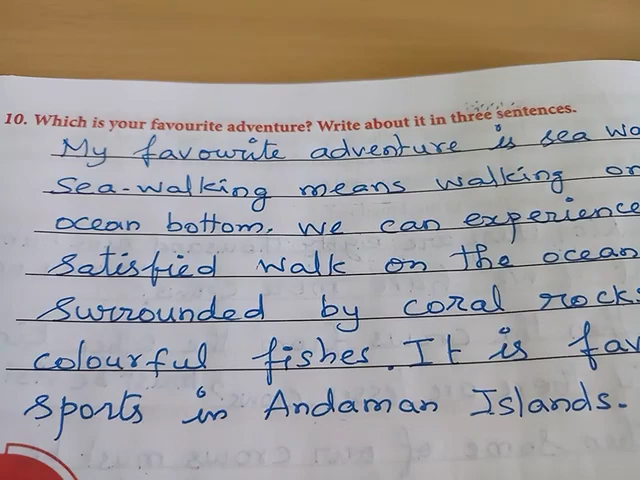 10. Which is your favourite adventure? Write about it in three sentences.
My favourite adventure is sea
Sea-walking means walking on
ocean bottom. We can experience
satisfied walk on the ocean
surrounded by coral rocks
colourful fishes. It is
sports in Andaman Islands.